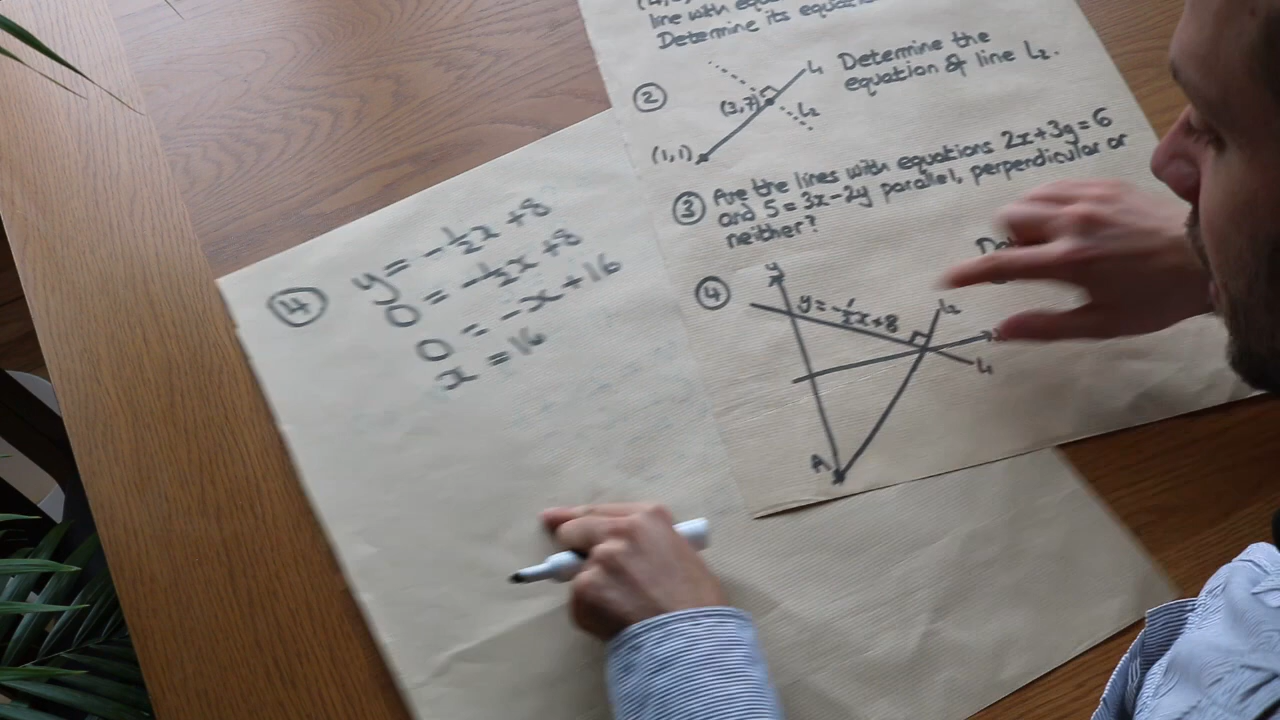 line with
Determine its
② L₁ Determine the
(3,7) equation of line L₂.
L₂
(1,1)
③ Are the lines with equations 2x+3y=6
and 5=3x-2y parallel, perpendicular or
neither?
④ y
y=-½x+8 L₂
L₁
A
④ y= -½x +8
0 = -½x +8
0 = -x +16
x =16